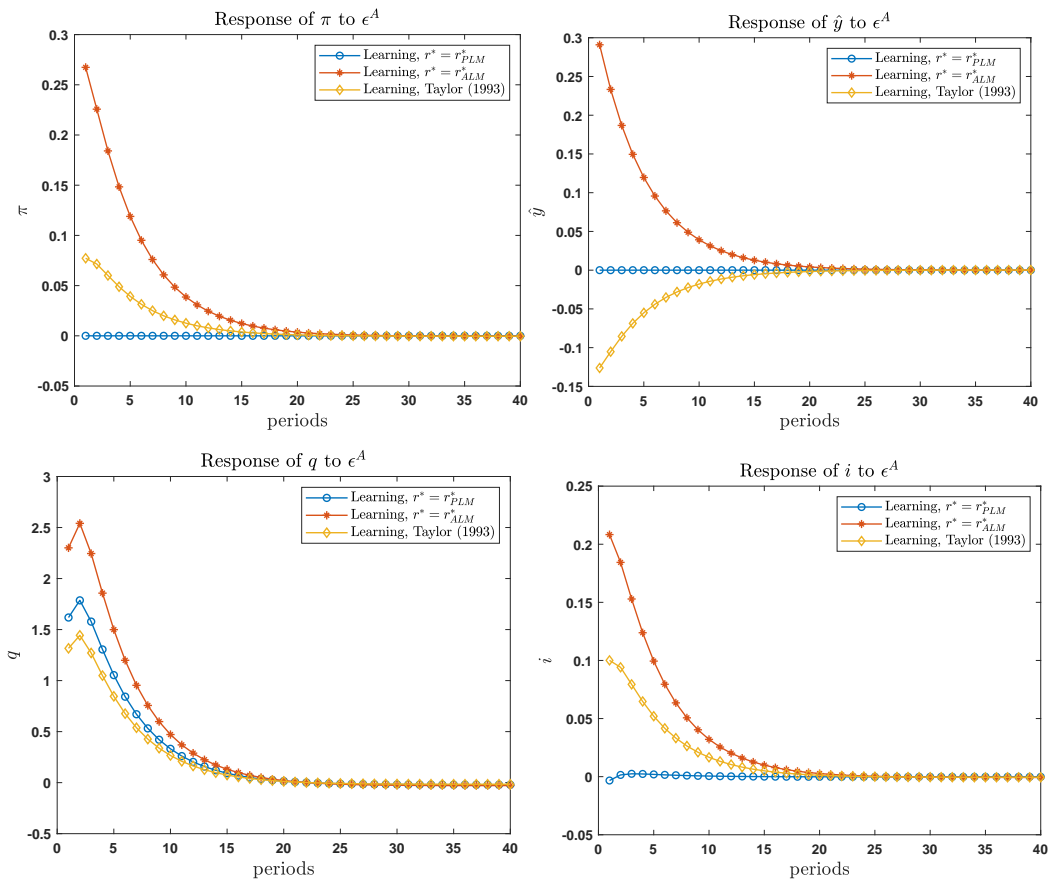 Response of π to ϵ^A
Learning, r* = r*_PLM
Learning, r* = r*_ALM
Learning, Taylor (1993)
0.3
0.25
0.2
0.15
0.1
0.05
0
-0.05
π
0 5 10 15 20 25 30 35 40
periods
Response of ŷ to ϵ^A
Learning, r* = r*_PLM
Learning, r* = r*_ALM
Learning, Taylor (1993)
0.3
0.25
0.2
0.15
0.1
0.05
0
-0.05
-0.1
-0.15
ŷ
0 5 10 15 20 25 30 35 40
periods
Response of q to ϵ^A
Learning, r* = r*_PLM
Learning, r* = r*_ALM
Learning, Taylor (1993)
3
2.5
2
1.5
1
0.5
0
-0.5
q
0 5 10 15 20 25 30 35 40
periods
Response of i to ϵ^A
Learning, r* = r*_PLM
Learning, r* = r*_ALM
Learning, Taylor (1993)
0.25
0.2
0.15
0.1
0.05
0
-0.05
i
0 5 10 15 20 25 30 35 40
periods